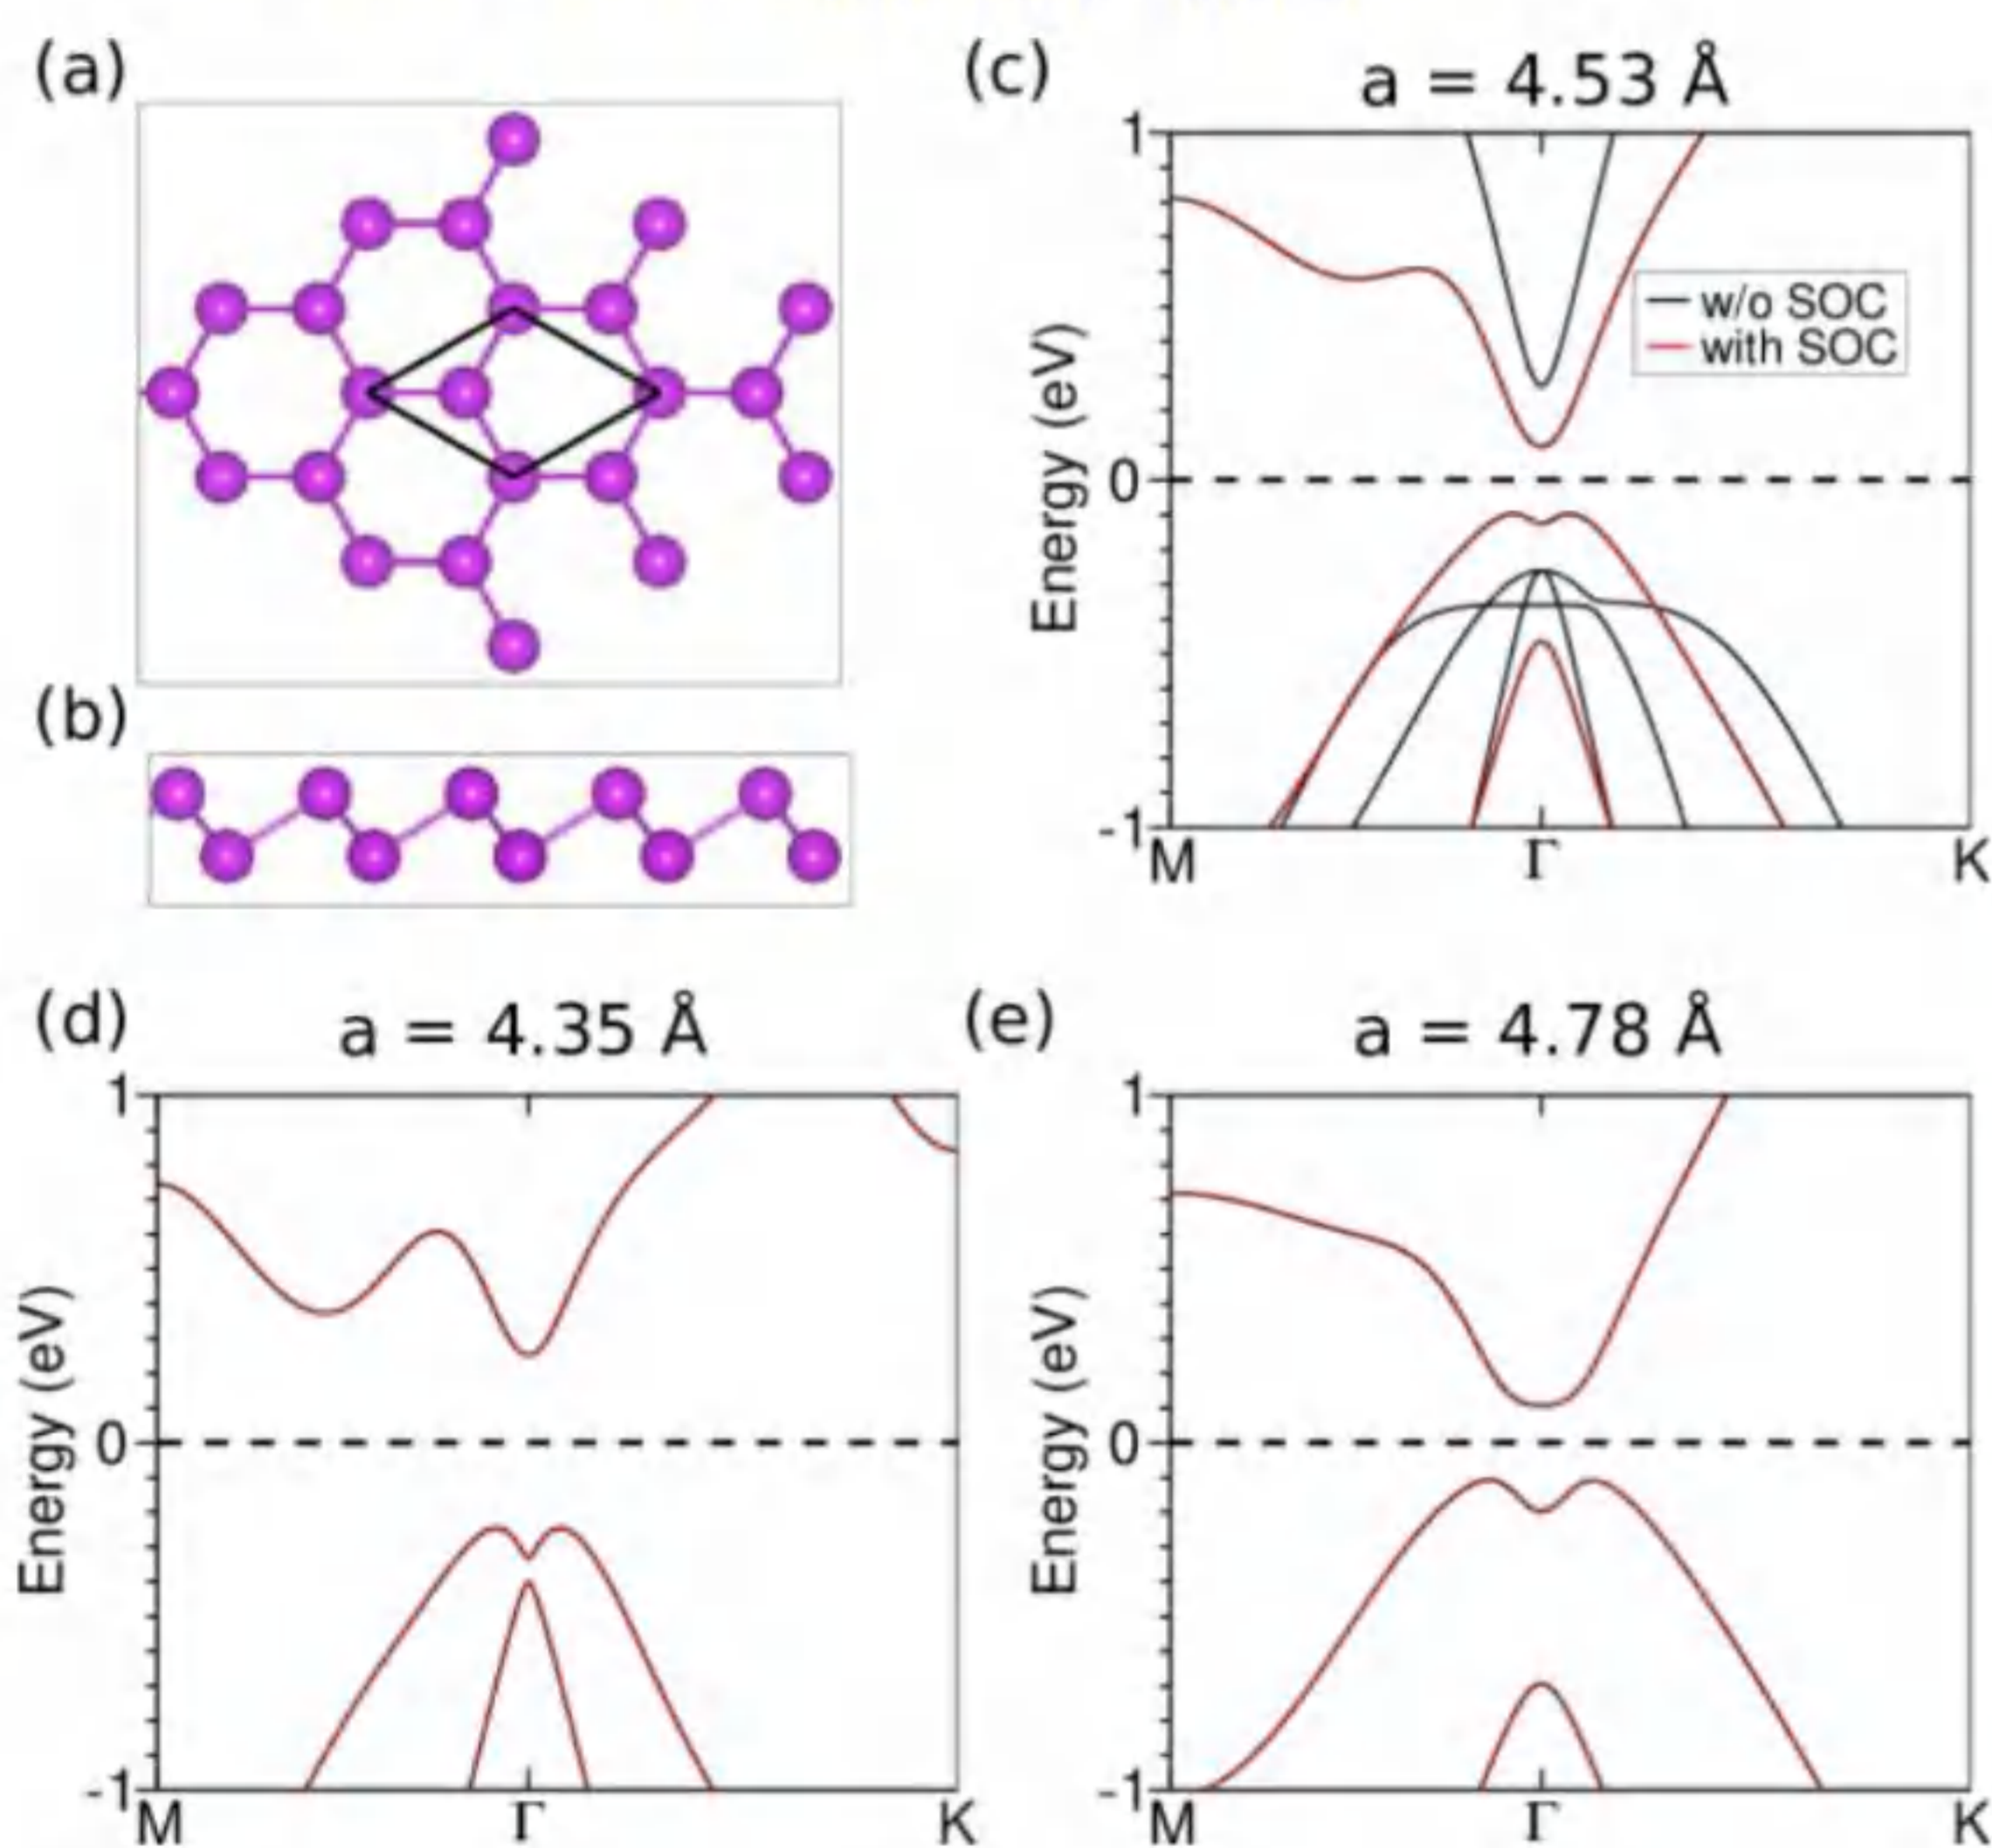 (a)
(b)
(c)
a = 4.53 Å
Energy (eV)
1
0
-1
w/o SOC
with SOC
M Γ K
(d)
a = 4.35 Å
Energy (eV)
1
0
-1
M Γ K
(e)
a = 4.78 Å
Energy (eV)
1
0
-1
M Γ K